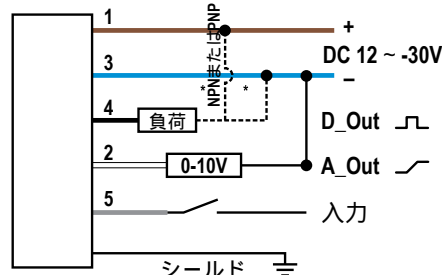 1
+
NPNまたはPNP
DC 12 ~ -30V
3
* *
−
4
負荷
D_Out
2
0-10V
A_Out
5
入力
シールド